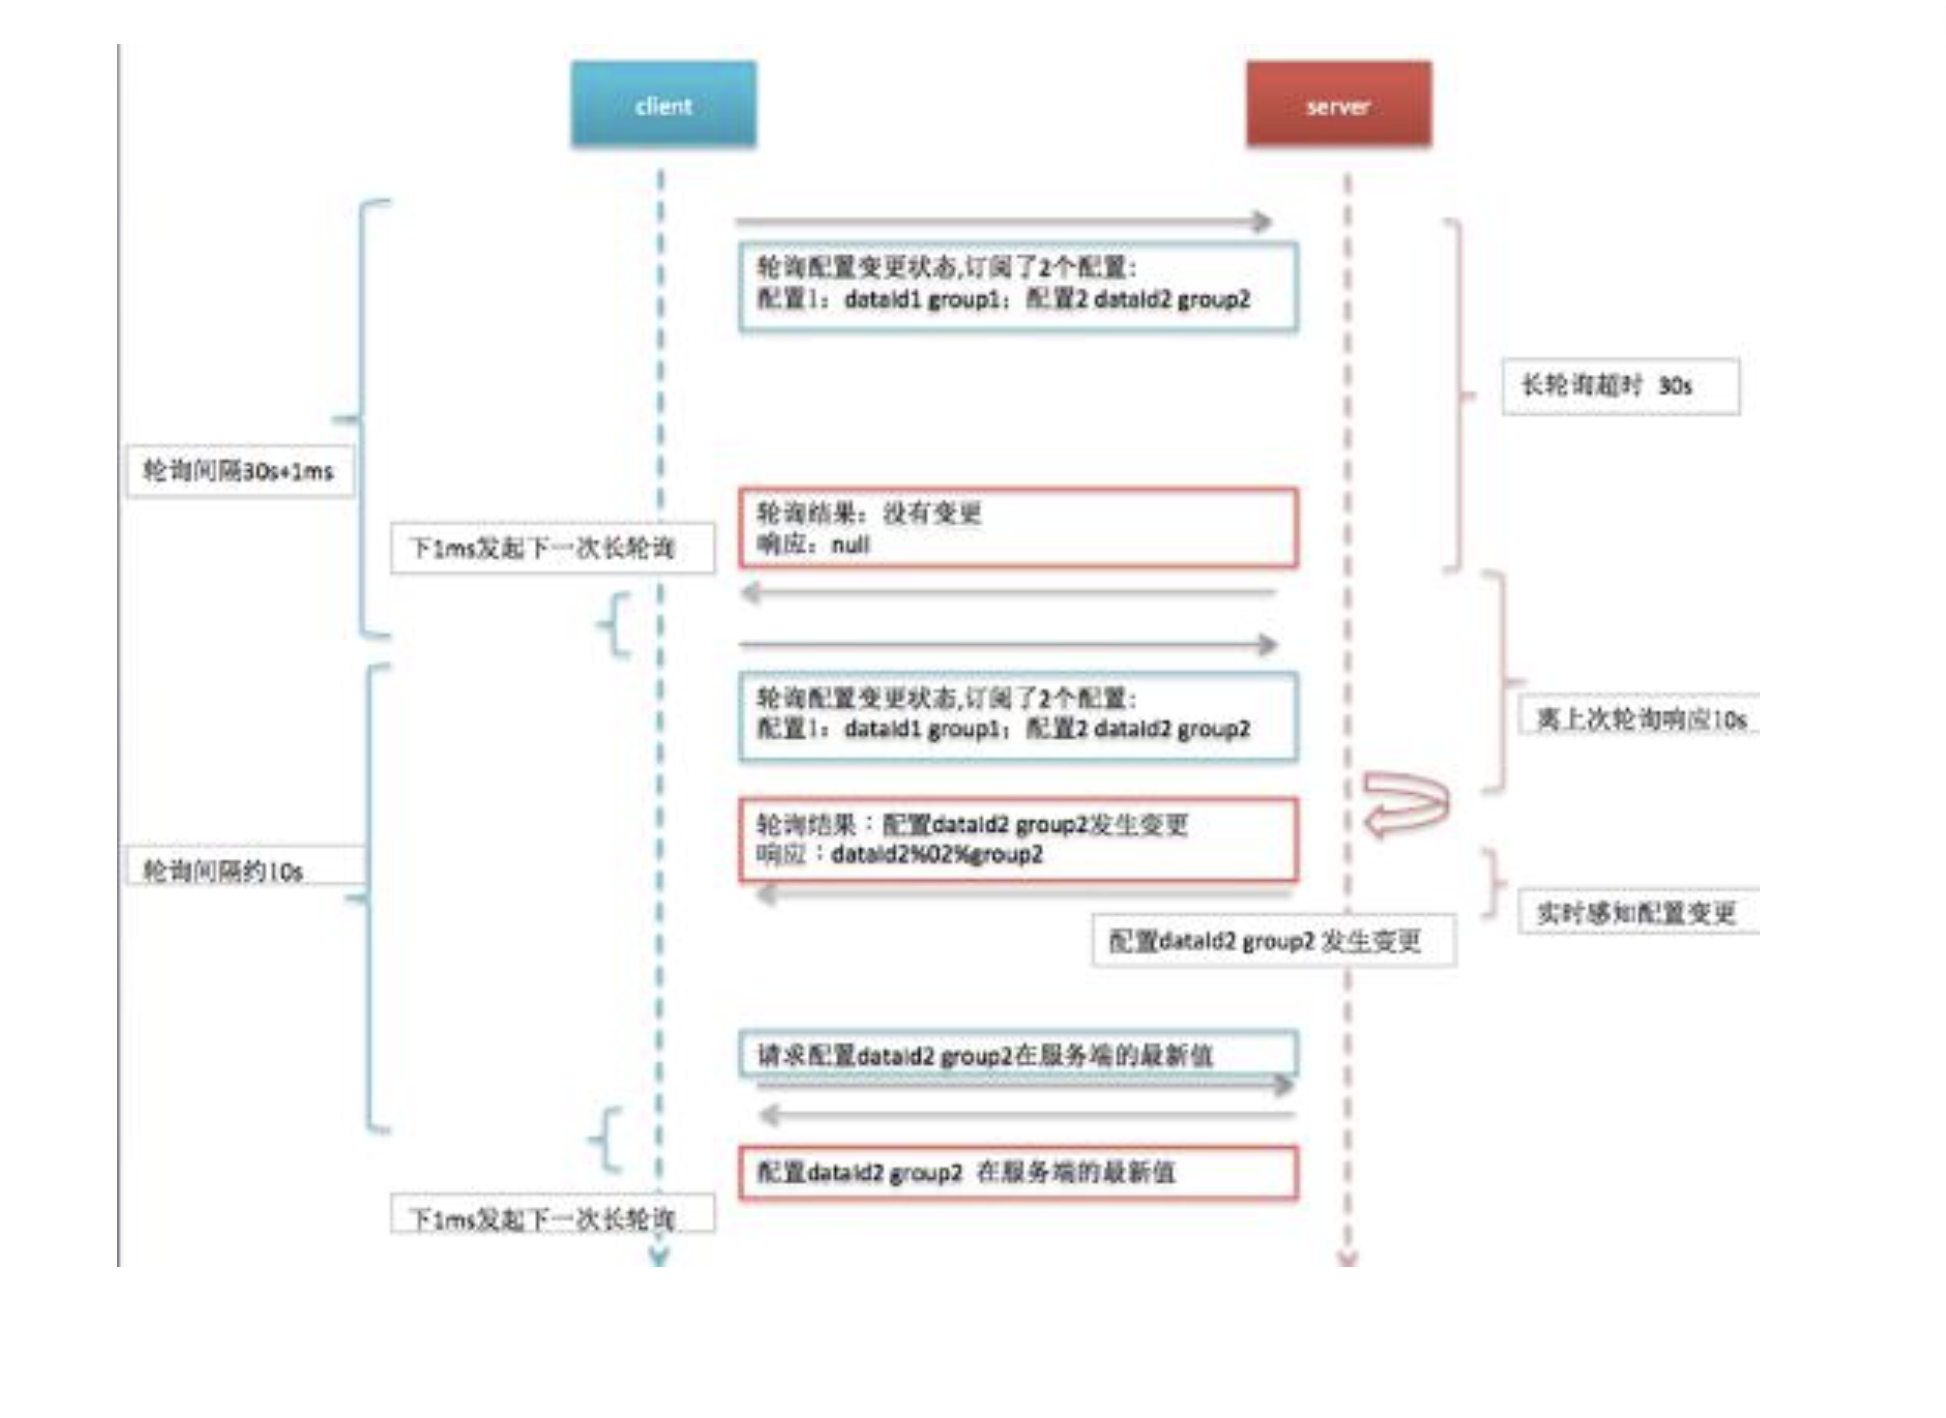 client
server
轮询配置变更状态,订阅了2个配置:
配置1：dataId1 group1；配置2 dataId2 group2
长轮询超时 30s
轮询间隔30s+1ms
轮询结果：没有变更
响应：null
下1ms发起下一次长轮询
轮询配置变更状态,订阅了2个配置:
配置1：dataId1 group1；配置2 dataId2 group2
离上次轮询响应10s
轮询结果：配置dataId2 group2发生变更
响应：dataId2%02%group2
轮询间隔约10s
实时感知配置变更
配置dataId2 group2 发生变更
请求配置dataId2 group2在服务端的最新值
配置dataId2 group2 在服务端的最新值
下1ms发起下一次长轮询